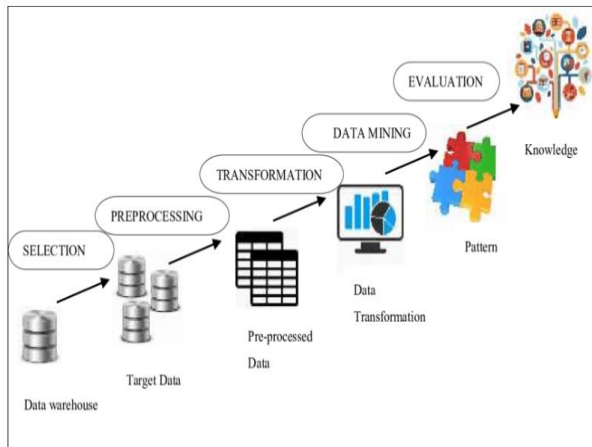 EVALUATION
Knowledge
DATA MINING
Pattern
TRANSFORMATION
Data
Transformation
PREPROCESSING
Pre-processed
Data
SELECTION
Target Data
Data warehouse